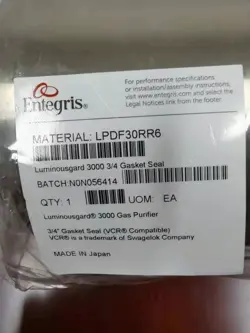 Entegris®
For performance specifications,
or installation/setup instructions,
visit www.entegris.com and select the
Legal Notices link from the footer
MATERIAL: LPDF30RR6
Luminousgard 3000 3/4 Gasket Seal
BATCH:N0N056414
QTY: 1 UOM: EA
Luminousgard® 3000 Gas Purifier
3/4" Gasket Seal (VCR® Compatible)
VCR® is a trademark of Swagelok Company
MADE IN Japan